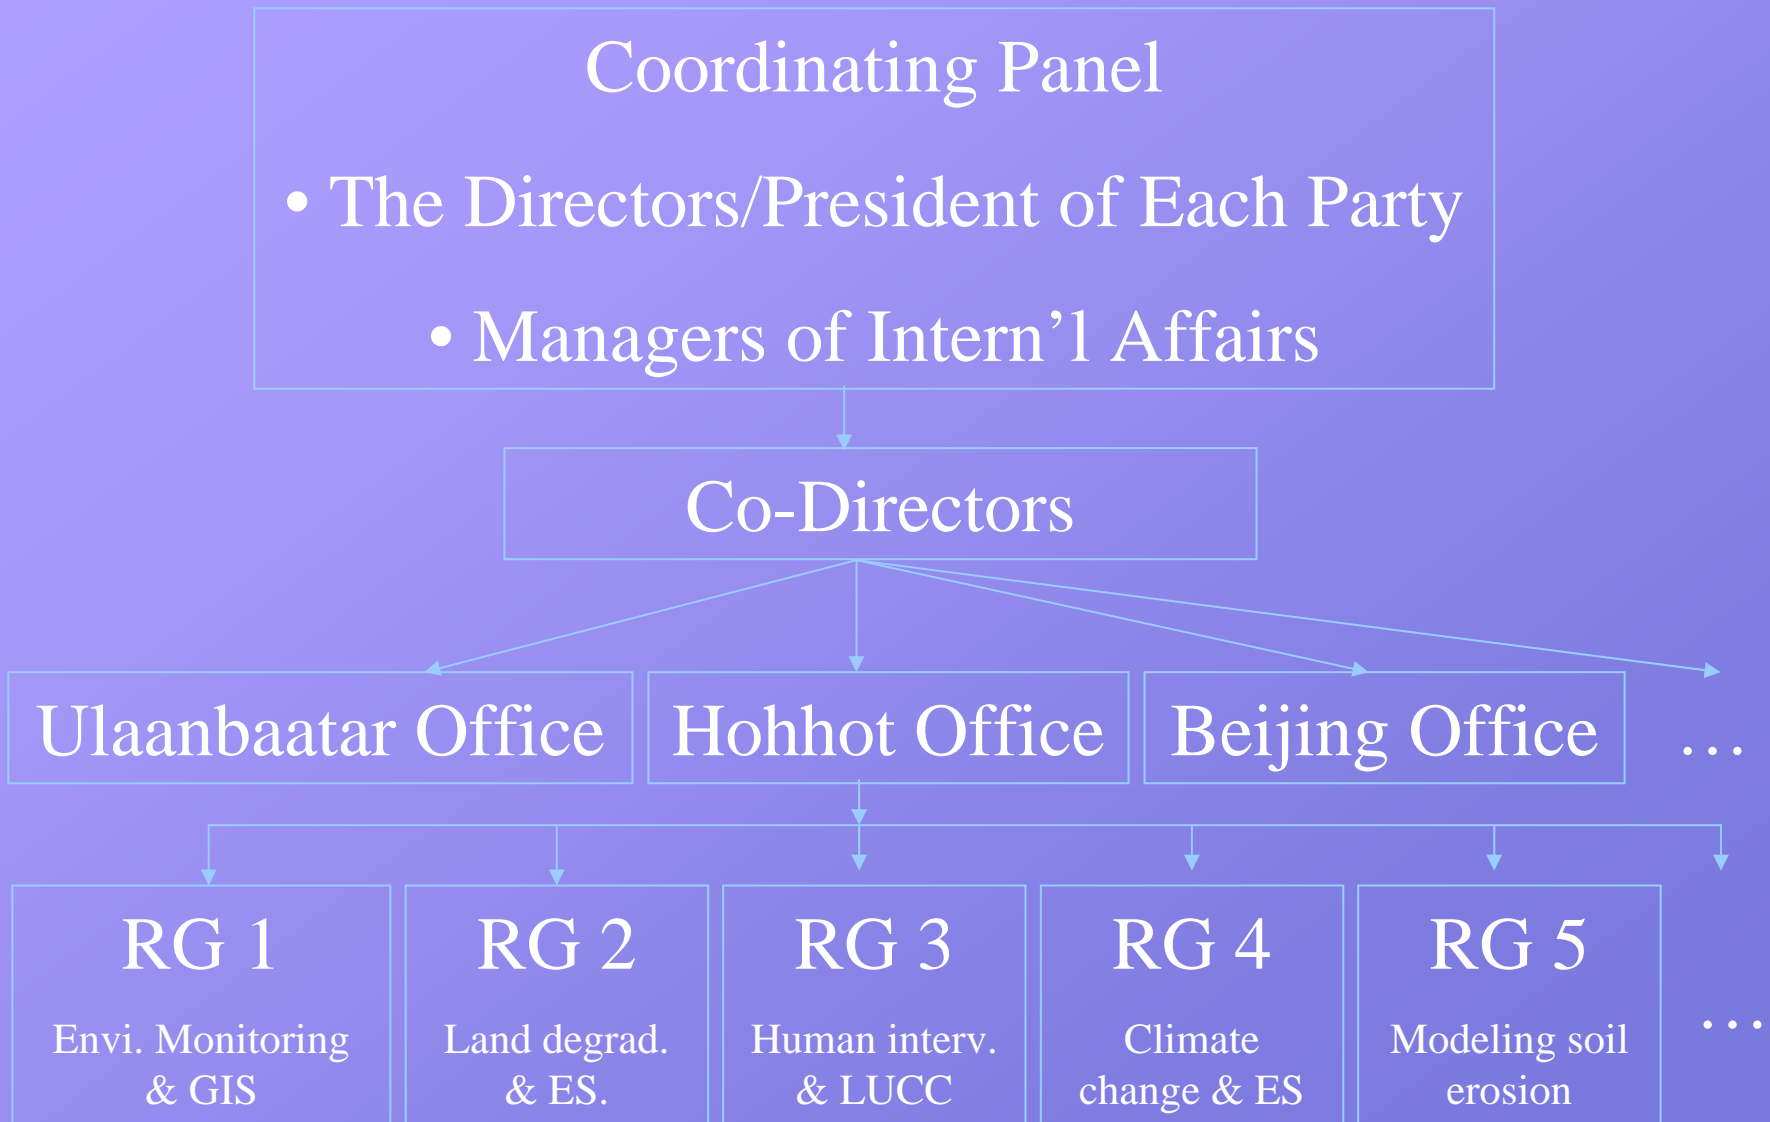 Coordinating Panel
• The Directors/President of Each Party
• Managers of Intern’l Affairs
Co-Directors
Ulaanbaatar Office
Hohhot Office
Beijing Office
…
RG 1
Envi. Monitoring
& GIS
RG 2
Land degrad.
& ES.
RG 3
Human interv.
& LUCC
RG 4
Climate
change & ES
RG 5
Modeling soil
erosion
…